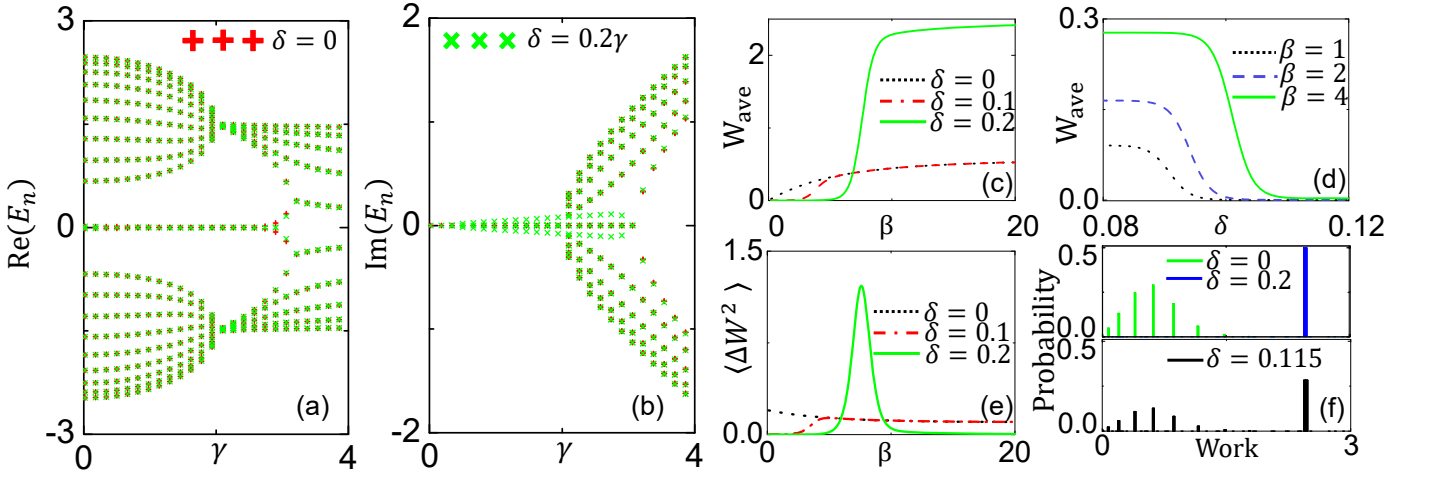 3
0
-3
Re(Eₙ)
δ = 0
(a)
0
γ
4
2
0
-2
Im(Eₙ)
δ = 0.2γ
(b)
0
γ
4
2
0
W_ave
δ = 0
δ = 0.1
δ = 0.2
(c)
0
β
20
0.3
0.0
W_ave
β = 1
β = 2
β = 4
(d)
0.08
δ
0.12
1.5
0.0
⟨ΔW²⟩
δ = 0
δ = 0.1
δ = 0.2
(e)
0
β
20
0.5
0.0
δ = 0
δ = 0.2
Probability
0.5
0.0
δ = 0.115
(f)
0
Work
3